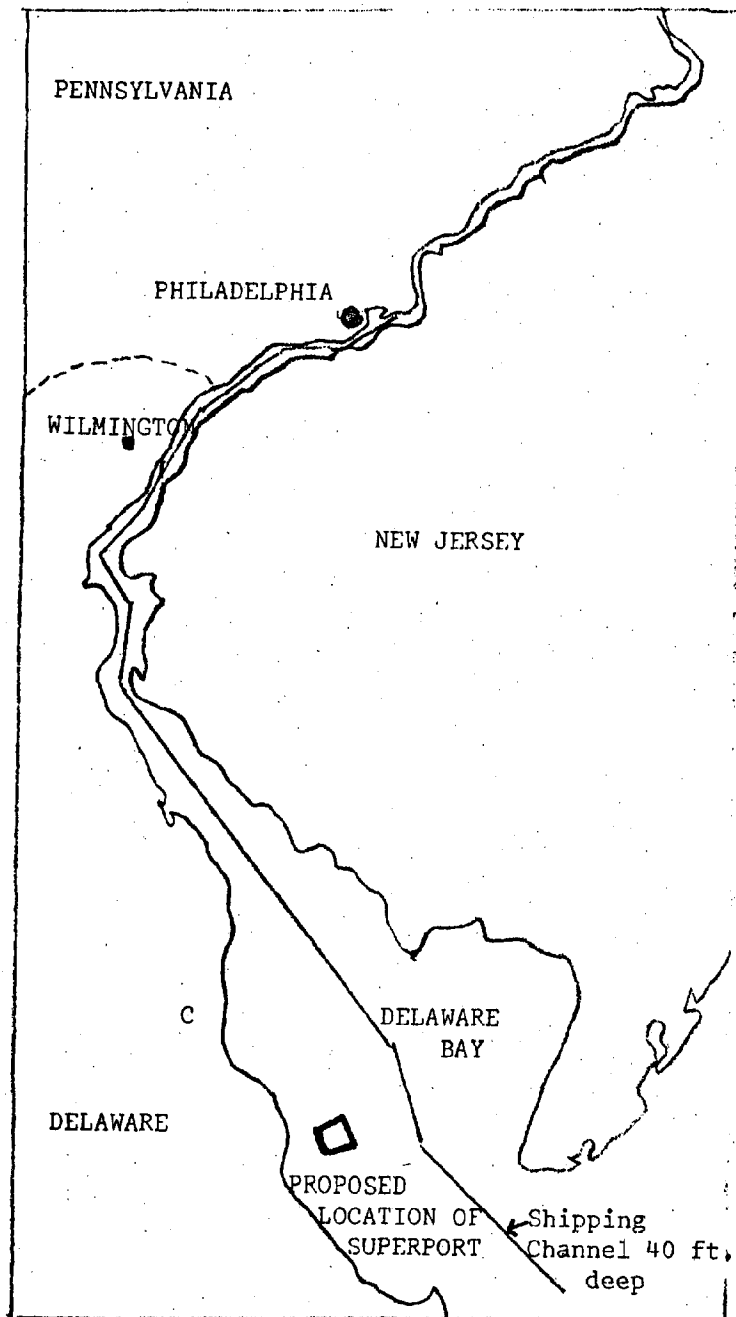 PENNSYLVANIA
PHILADELPHIA
WILMINGTON
NEW JERSEY
C
DELAWARE
BAY
DELAWARE
PROPOSED
LOCATION OF
SUPERPORT
Shipping
Channel 40 ft.
deep